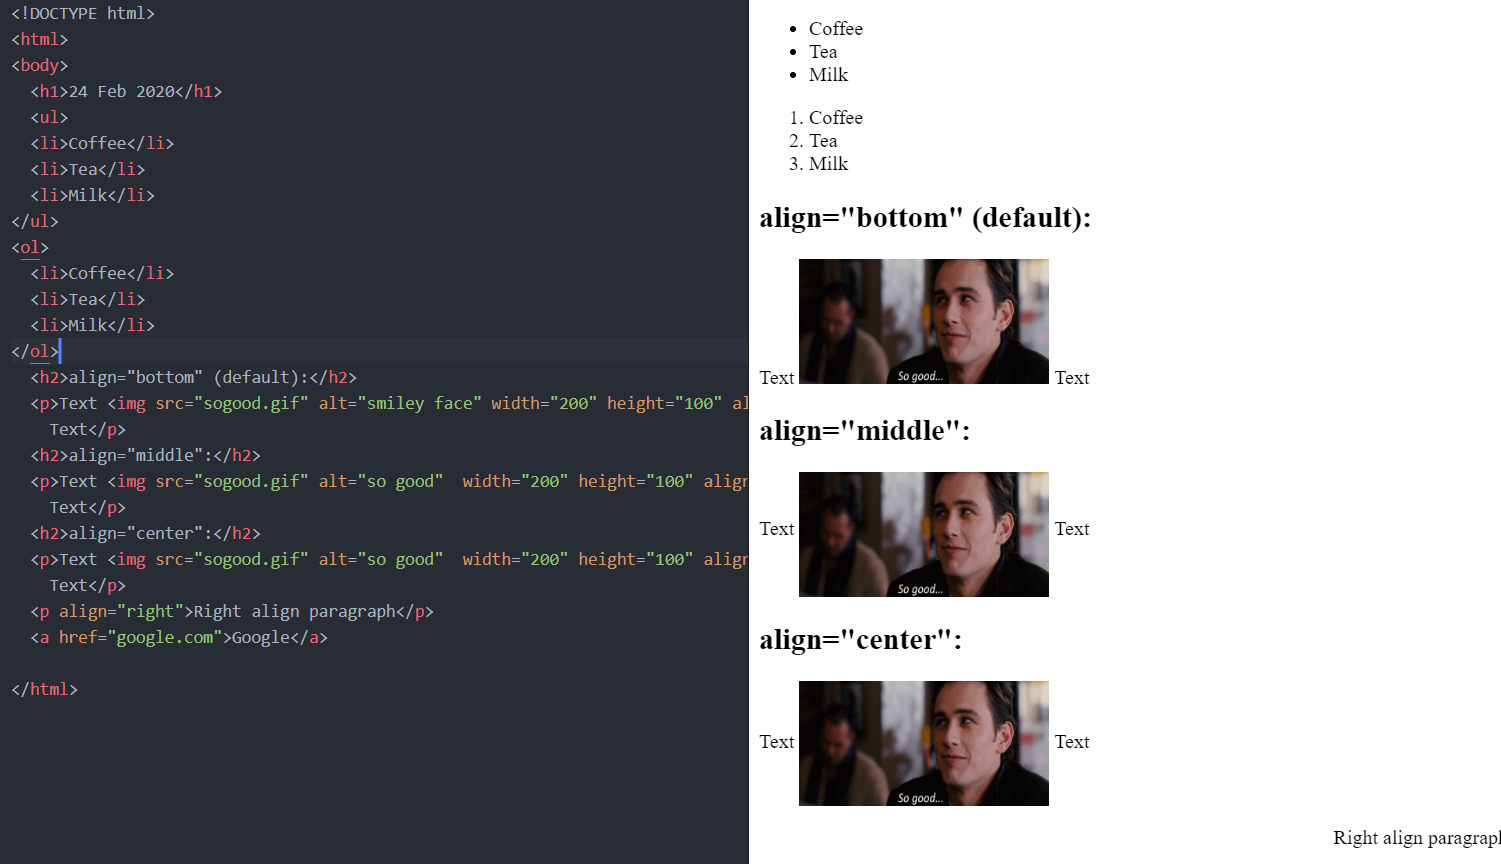 <!DOCTYPE html>
<html>
<body>
<h1>24 Feb 2020</h1>
<ul>
<li>Coffee</li>
<li>Tea</li>
<li>Milk</li>
</ul>
<ol>
<li>Coffee</li>
<li>Tea</li>
<li>Milk</li>
</ol>
<h2>align="bottom" (default):</h2>
<p>Text <img src="sogood.gif" alt="smiley face" width="200" height="100" al
Text</p>
<h2>align="middle":</h2>
<p>Text <img src="sogood.gif" alt="so good"  width="200" height="100" align
Text</p>
<h2>align="center":</h2>
<p>Text <img src="sogood.gif" alt="so good"  width="200" height="100" align
Text</p>
<p align="right">Right align paragraph</p>
<a href="google.com">Google</a>
</html>
• Coffee
• Tea
• Milk
1. Coffee
2. Tea
3. Milk
align="bottom" (default):
So good...
Text Text
align="middle":
Text Text
So good...
align="center":
Text Text
So good...
Right align paragraph